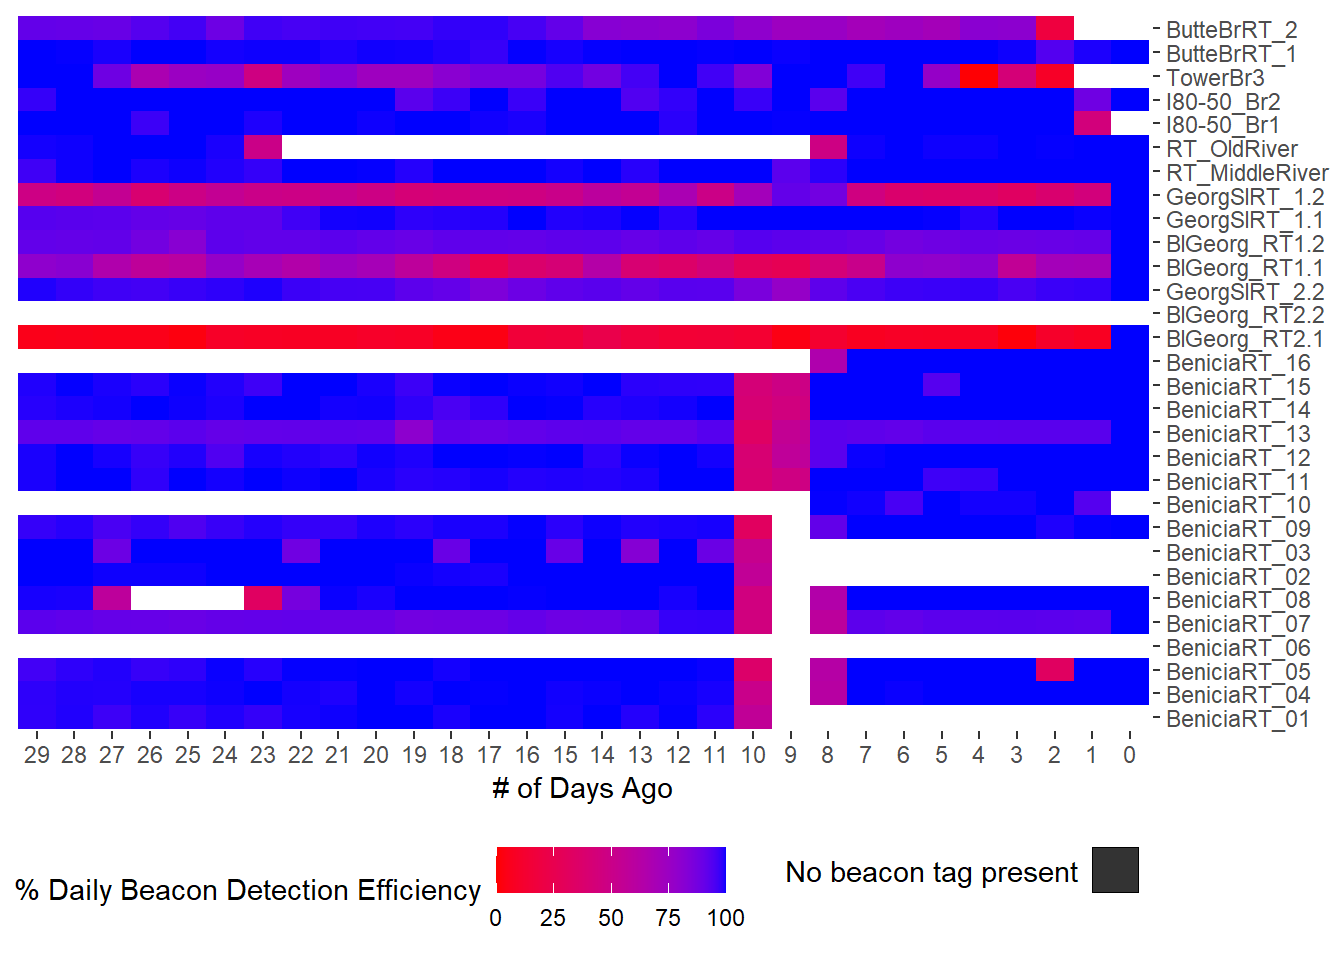 ButteBrRT_2
ButteBrRT_1
TowerBr3
I80-50_Br2
I80-50_Br1
RT_OldRiver
RT_MiddleRiver
GeorgSlRT_1.2
GeorgSlRT_1.1
BlGeorg_RT1.2
BlGeorg_RT1.1
GeorgSlRT_2.2
BlGeorg_RT2.2
BlGeorg_RT2.1
BeniciaRT_16
BeniciaRT_15
BeniciaRT_14
BeniciaRT_13
BeniciaRT_12
BeniciaRT_11
BeniciaRT_10
BeniciaRT_09
BeniciaRT_03
BeniciaRT_02
BeniciaRT_08
BeniciaRT_07
BeniciaRT_06
BeniciaRT_05
BeniciaRT_04
BeniciaRT_01
29 28 27 26 25 24 23 22 21 20 19 18 17 16 15 14 13 12 11 10 9 8 7 6 5 4 3 2 1 0
# of Days Ago
% Daily Beacon Detection Efficiency
0 25 50 75 100
No beacon tag present